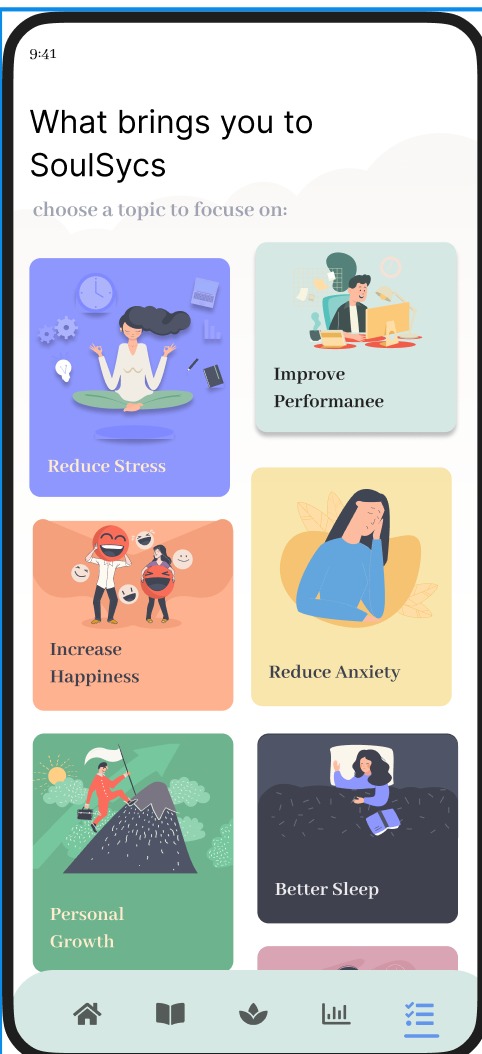 9:41
What brings you to
SoulSycs
choose a topic to focus on:
Reduce Stress
Improve
Performanee
Increase
Happiness
Reduce Anxiety
Personal
Growth
Better Sleep